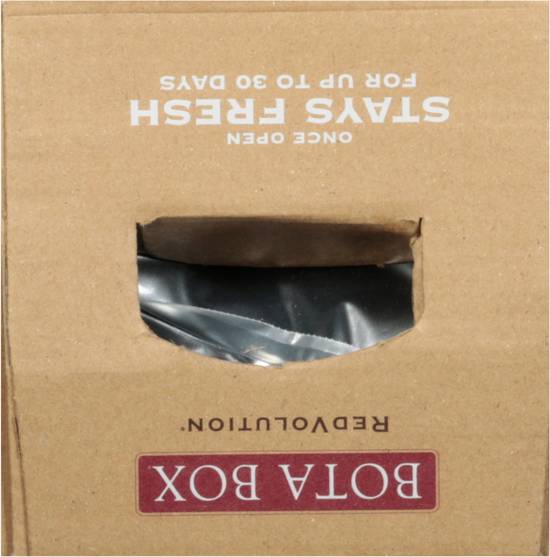 BOTA BOX
REDVOLUTION®
ONCE OPEN
STAYS FRESH
FOR UP TO 30 DAYS